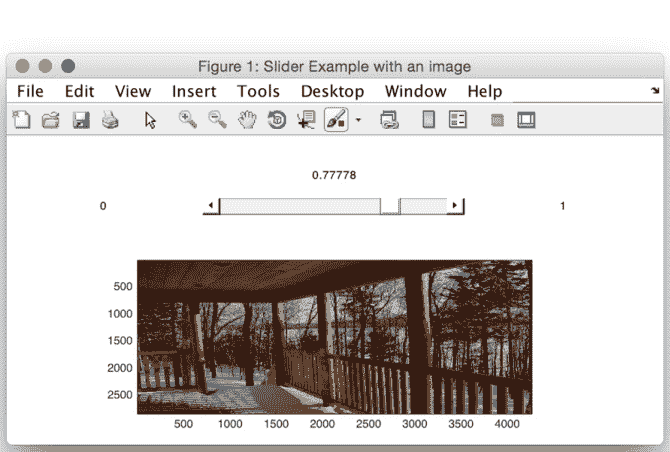 Figure 1: Slider Example with an image
File Edit View Insert Tools Desktop Window Help
0.77778
0 1
500
1000
1500
2000
2500
500 1000 1500 2000 2500 3000 3500 4000